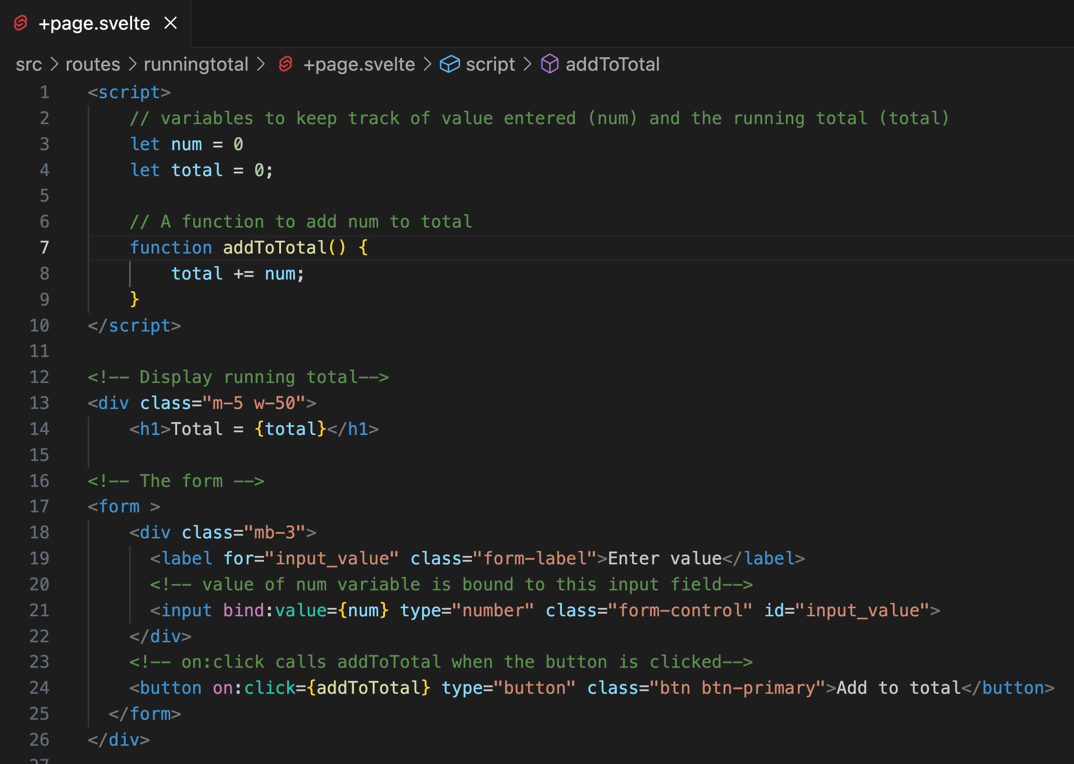 +page.svelte
src > routes > runningtotal > +page.svelte > script > addToTotal
1 <script>
2 // variables to keep track of value entered (num) and the running total (total)
3 let num = 0
4 let total = 0;
5
6 // A function to add num to total
7 function addToTotal() {
8 total += num;
9 }
10 </script>
11
12 <!-- Display running total-->
13 <div class="m-5 w-50">
14 <h1>Total = {total}</h1>
15
16 <!-- The form -->
17 <form >
18 <div class="mb-3">
19 <label for="input_value" class="form-label">Enter value</label>
20 <!-- value of num variable is bound to this input field-->
21 <input bind:value={num} type="number" class="form-control" id="input_value">
22 </div>
23 <!-- on:click calls addToTotal when the button is clicked-->
24 <button on:click={addToTotal} type="button" class="btn btn-primary">Add to total</button>
25 </form>
26 </div>
27